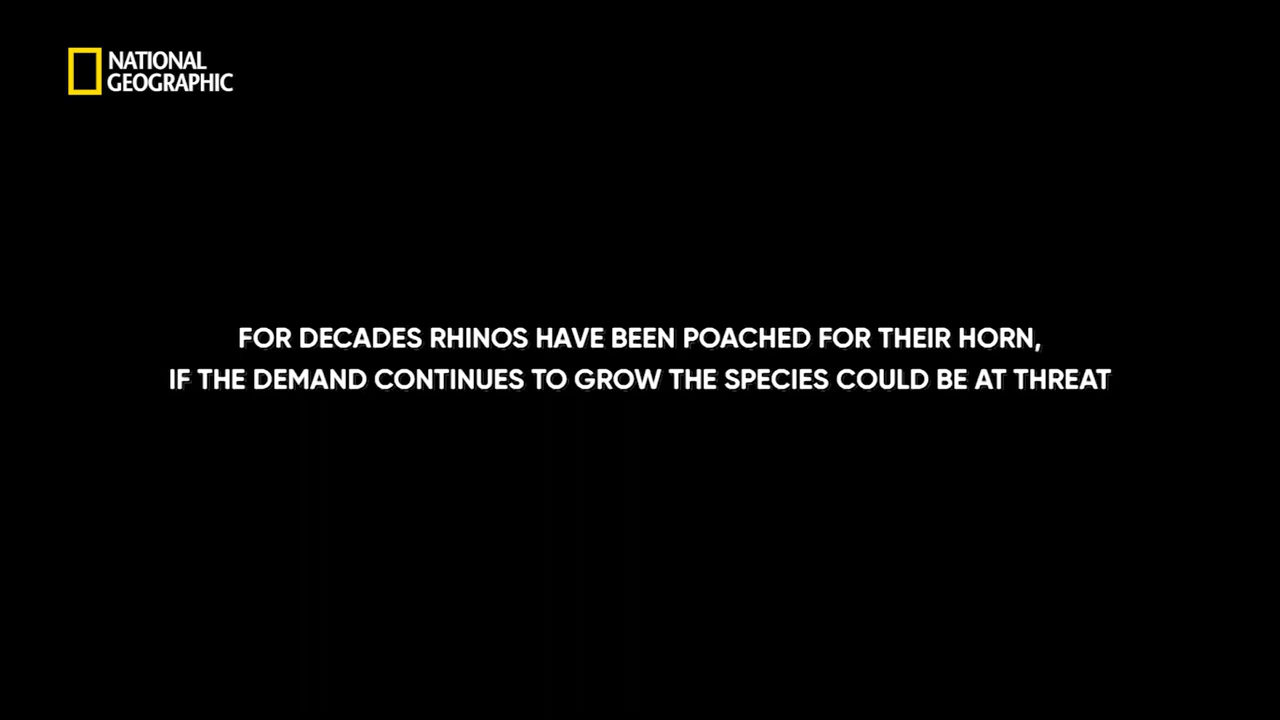 NATIONAL
GEOGRAPHIC
FOR DECADES RHINOS HAVE BEEN POACHED FOR THEIR HORN,
IF THE DEMAND CONTINUES TO GROW THE SPECIES COULD BE AT THREAT